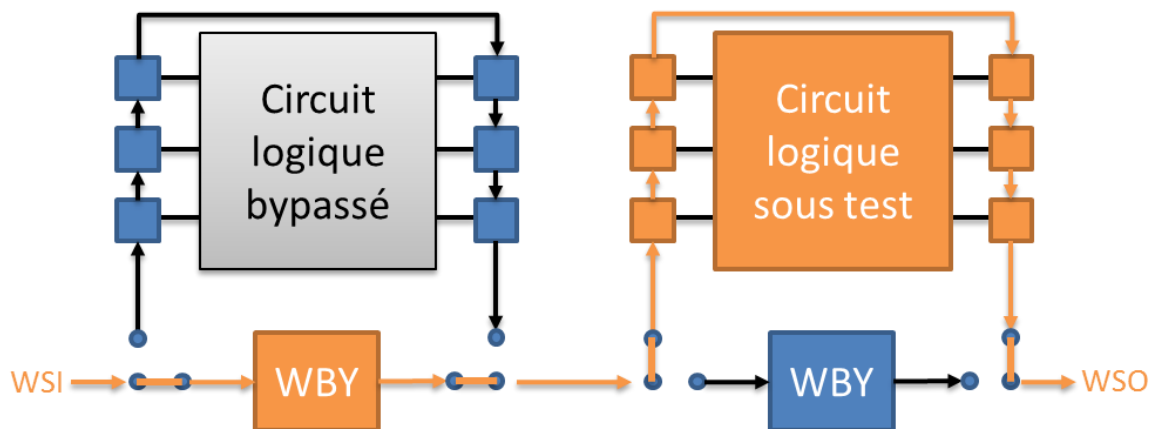 Circuit
logique
bypassé
Circuit
logique
sous test
WSI
WBY
WBY
WSO